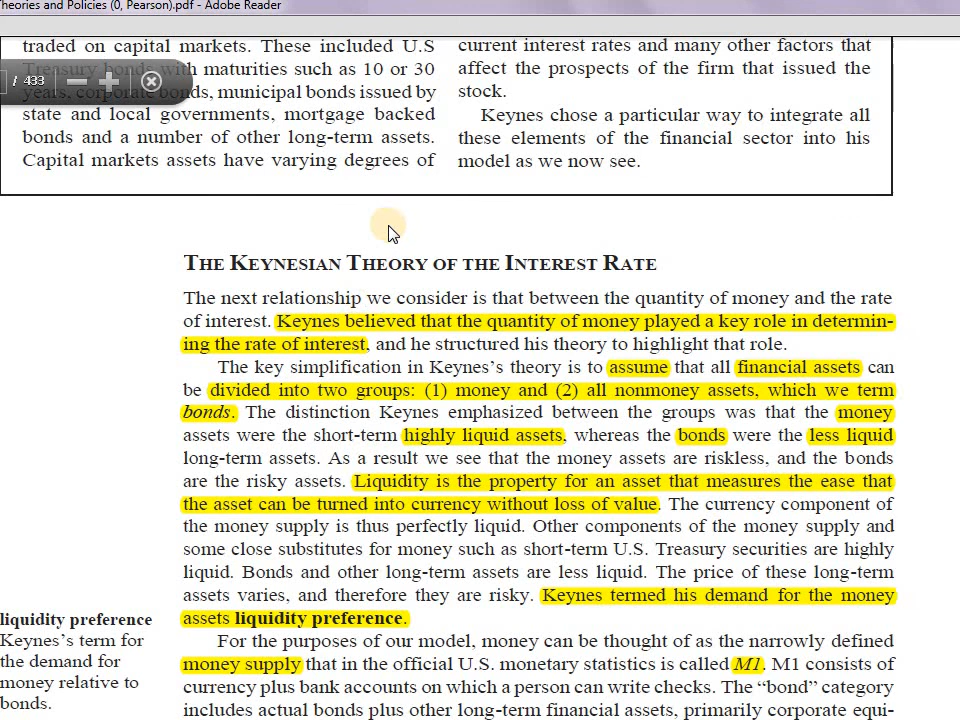 Theories and Policies (0, Pearson).pdf - Adobe Reader
traded on capital markets. These included U.S
Treasury bonds with maturities such as 10 or 30
years, corporate bonds, municipal bonds issued by
state and local governments, mortgage backed
bonds and a number of other long-term assets.
Capital markets assets have varying degrees of
/ 433
current interest rates and many other factors that
affect the prospects of the firm that issued the
stock.
Keynes chose a particular way to integrate all
these elements of the financial sector into his
model as we now see.
THE KEYNESIAN THEORY OF THE INTEREST RATE
The next relationship we consider is that between the quantity of money and the rate
of interest. Keynes believed that the quantity of money played a key role in determin-
ing the rate of interest, and he structured his theory to highlight that role.
The key simplification in Keynes's theory is to assume that all financial assets can
be divided into two groups: (1) money and (2) all nonmoney assets, which we term
bonds. The distinction Keynes emphasized between the groups was that the money
assets were the short-term highly liquid assets, whereas the bonds were the less liquid
long-term assets. As a result we see that the money assets are riskless, and the bonds
are the risky assets. Liquidity is the property for an asset that measures the ease that
the asset can be turned into currency without loss of value. The currency component of
the money supply is thus perfectly liquid. Other components of the money supply and
some close substitutes for money such as short-term U.S. Treasury securities are highly
liquid. Bonds and other long-term assets are less liquid. The price of these long-term
assets varies, and therefore they are risky. Keynes termed his demand for the money
assets liquidity preference.
liquidity preference
Keynes's term for
the demand for
money relative to
bonds.
For the purposes of our model, money can be thought of as the narrowly defined
money supply that in the official U.S. monetary statistics is called M1. M1 consists of
currency plus bank accounts on which a person can write checks. The “bond” category
includes actual bonds plus other long-term financial assets, primarily corporate equi-